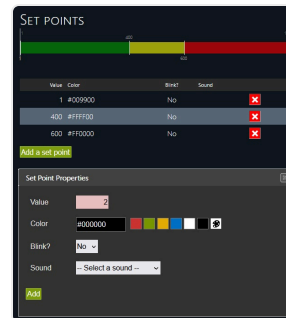 SET POINTS
400
600
Value Color Blink? Sound
1 #009900 No
400 #FFFF00 No
600 #FF0000 No
Add a set point
Set Point Properties
Value 2
Color #000000
Blink? No
Sound -- Select a sound --
Add